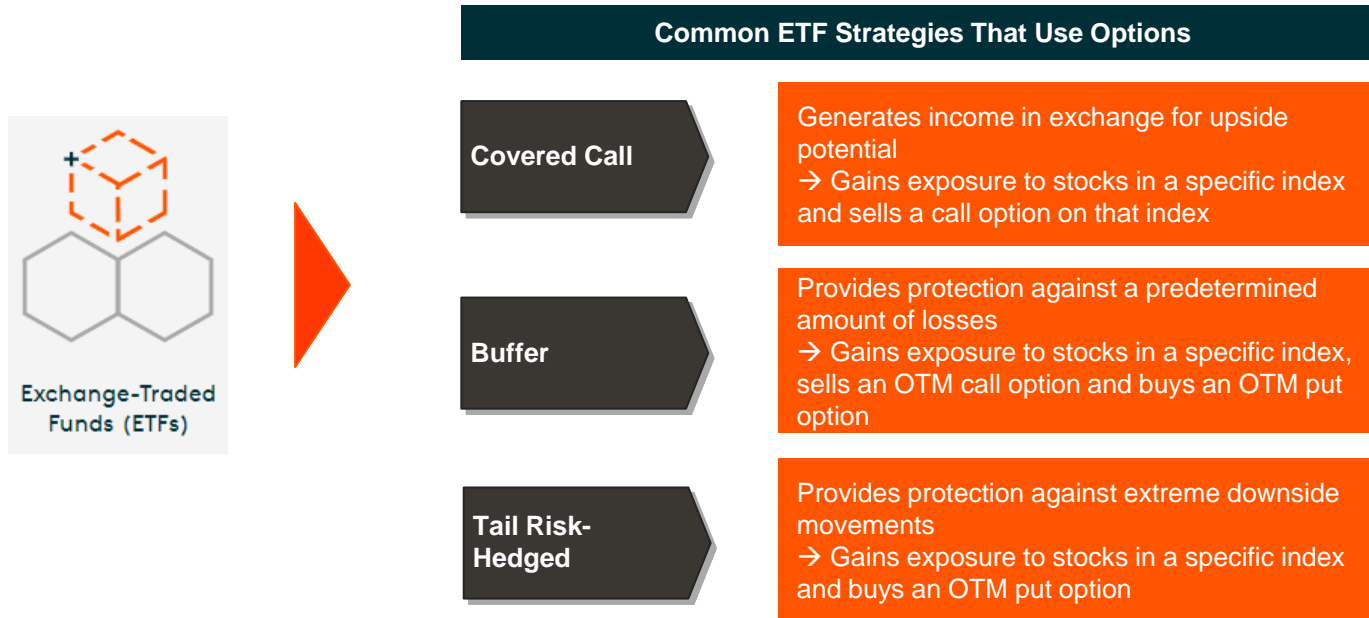 Common ETF Strategies That Use Options
Exchange-Traded
Funds (ETFs)
Covered Call
Generates income in exchange for upside
potential
→ Gains exposure to stocks in a specific index
and sells a call option on that index
Buffer
Provides protection against a predetermined
amount of losses
→ Gains exposure to stocks in a specific index,
sells an OTM call option and buys an OTM put
option
Tail Risk-
Hedged
Provides protection against extreme downside
movements
→ Gains exposure to stocks in a specific index
and buys an OTM put option